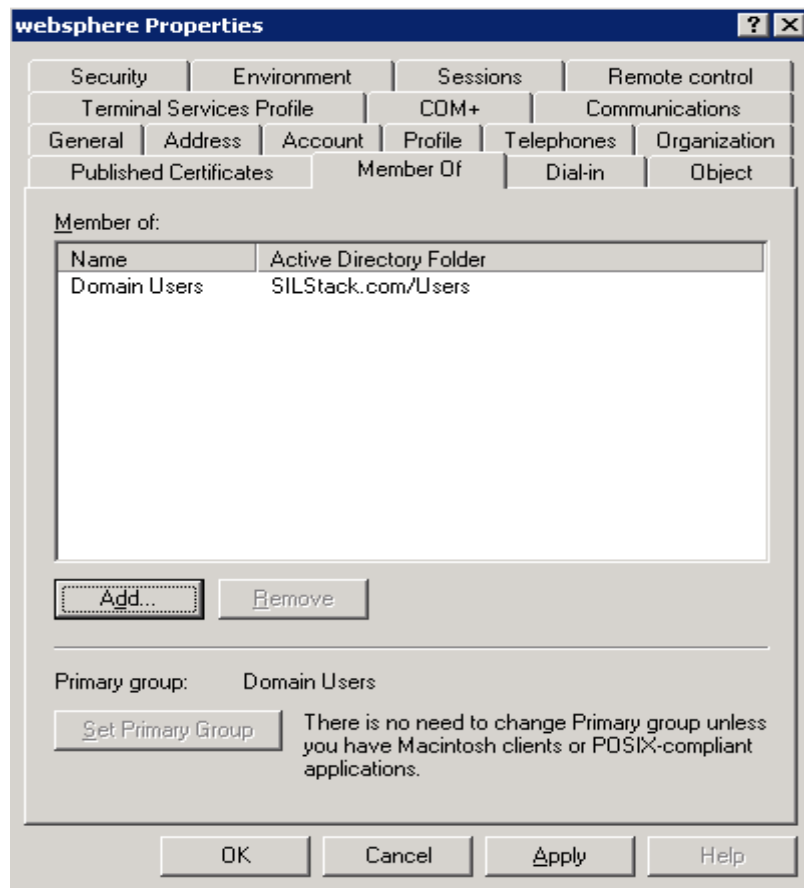 websphere Properties
Security Environment Sessions Remote control
Terminal Services Profile COM+ Communications
General Address Account Profile Telephones Organization
Published Certificates Member Of Dial-in Object
Member of:
Name Active Directory Folder
Domain Users SILStack.com/Users
Add... Remove
Primary group: Domain Users
Set Primary Group There is no need to change Primary group unless
you have Macintosh clients or POSIX-compliant
applications.
OK Cancel Apply Help